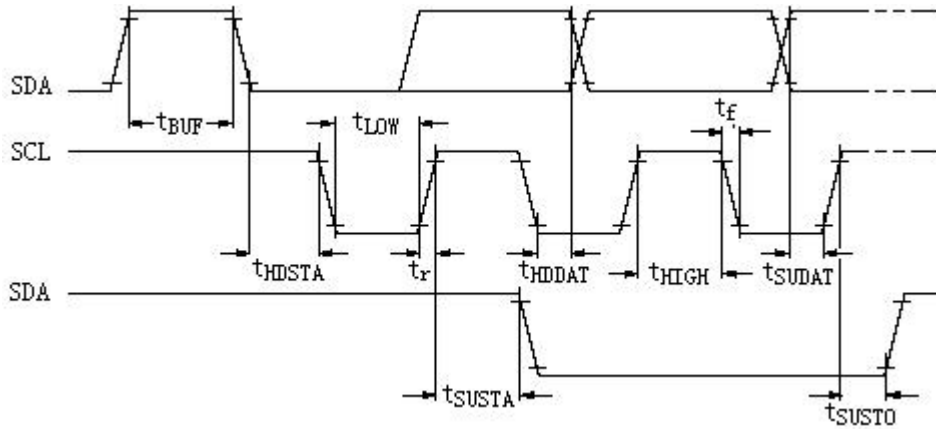 SDA
tBUF
tLOW
tf
SCL
tHDSTA
tr
tHDDAT
tHIGH
tSUDAT
SDA
tSUSTA
tSUSTO